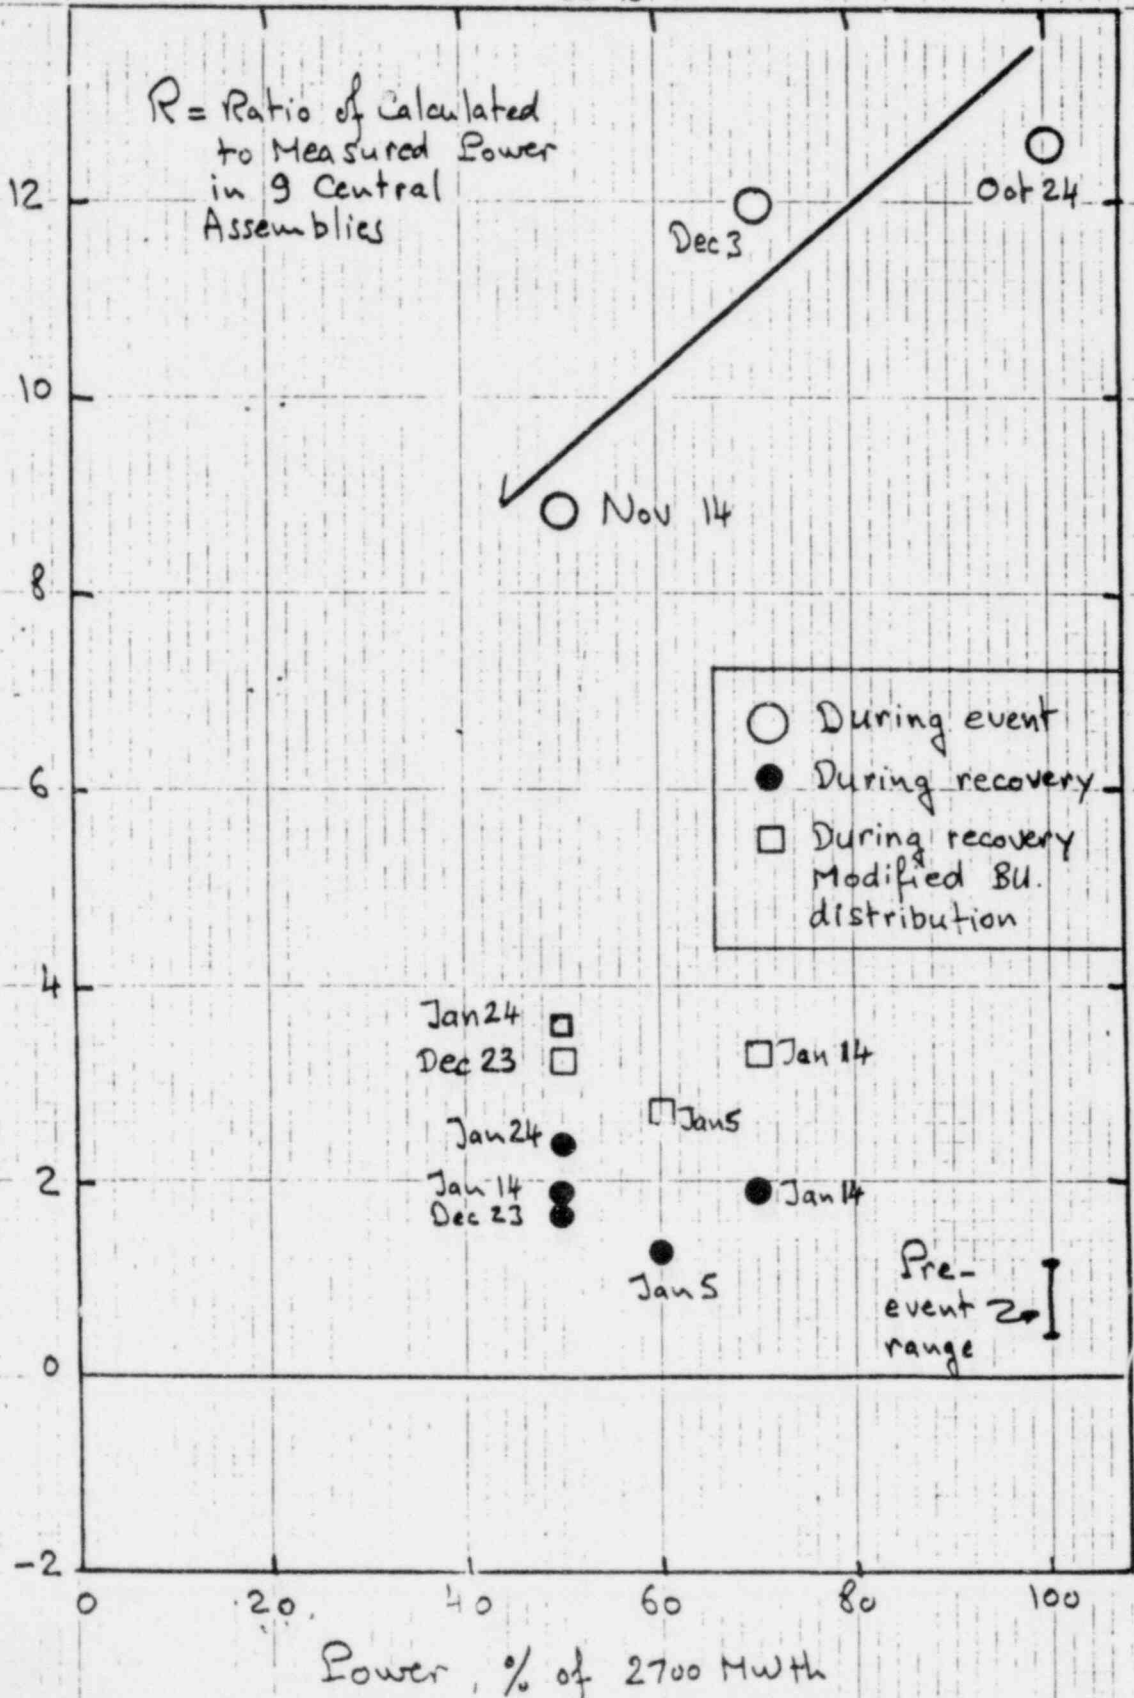 R = Ratio of Calculated
to Measured Power
in 9 Central
Assemblies
12
10
8
6
4
2
0
-2
Oct 24
Dec 3
Nov 14
During event
During recovery
During recovery
Modified BU.
distribution
Jan 24
Dec 23
Jan 14
Jan 5
Jan 24
Jan 14
Dec 23
Jan 14
Jan 5
Pre-
event
range
0 20 40 60 80 100
Power, % of 2700 MWth